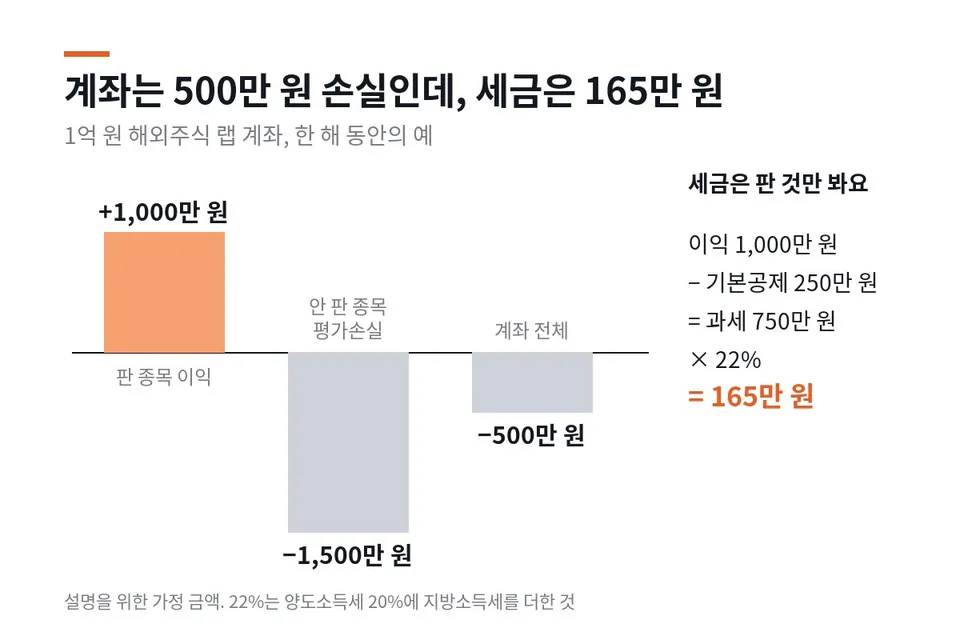 계좌는 500만 원 손실인데, 세금은 165만 원
1억 원 해외주식 랩 계좌, 한 해 동안의 예
+1,000만 원
판 종목 이익
안 판 종목
평가손실
−1,500만 원
계좌 전체
−500만 원
세금은 판 것만 봐요
이익 1,000만 원
− 기본공제 250만 원
= 과세 750만 원
× 22%
= 165만 원
설명을 위한 가정 금액. 22%는 양도소득세 20%에 지방소득세를 더한 것